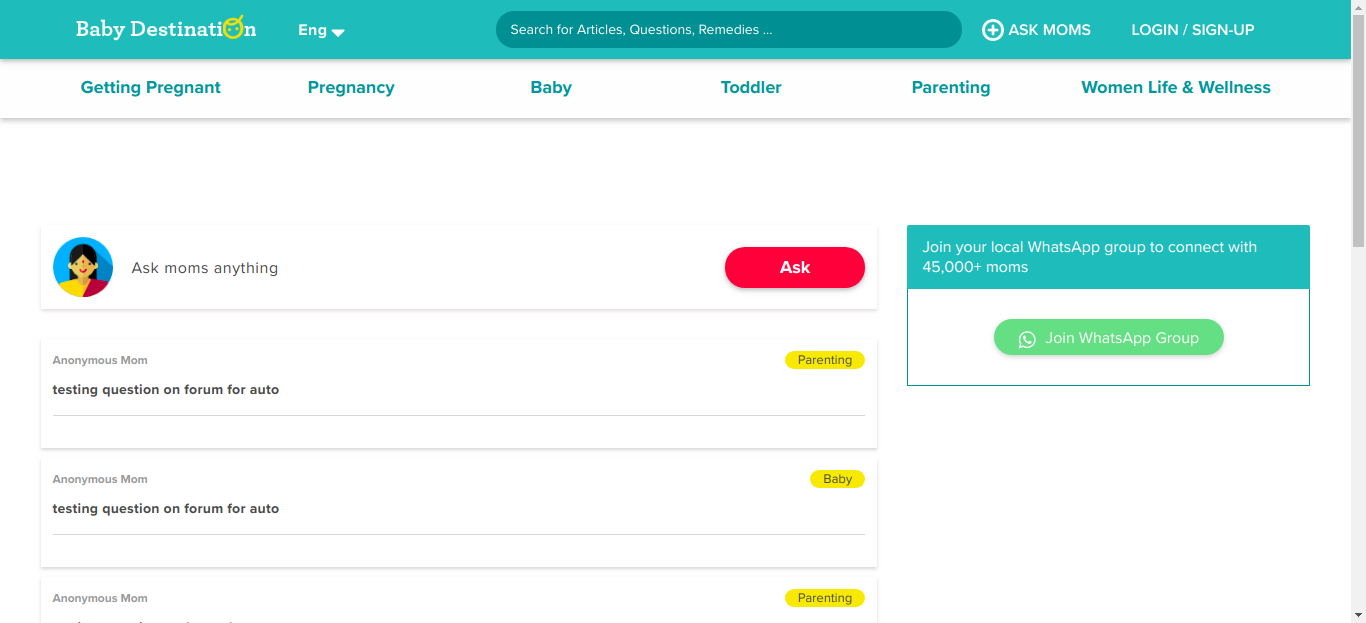 Baby Destination
Eng
Search for Articles, Questions, Remedies ...
ASK MOMS
LOGIN / SIGN-UP
Getting Pregnant
Pregnancy
Baby
Toddler
Parenting
Women Life & Wellness
Ask moms anything
Ask
Join your local WhatsApp group to connect with
45,000+ moms
Join WhatsApp Group
Anonymous Mom
Parenting
testing question on forum for auto
Anonymous Mom
Baby
testing question on forum for auto
Anonymous Mom
Parenting